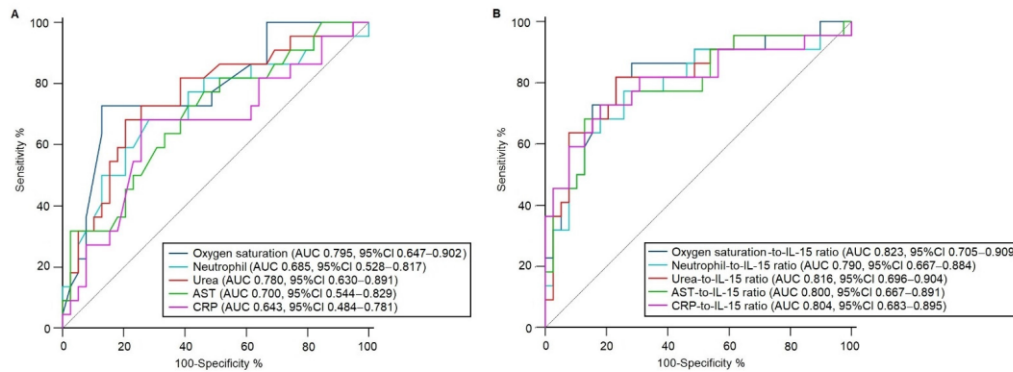 A
100
80
60
40
20
0
Sensitivity %
0 20 40 60 80 100
100-Specificity %
Oxygen saturation (AUC 0.795, 95%CI 0.647–0.902)
Neutrophil (AUC 0.685, 95%CI 0.528–0.817)
Urea (AUC 0.780, 95%CI 0.630–0.891)
AST (AUC 0.700, 95%CI 0.544–0.829)
CRP (AUC 0.643, 95%CI 0.484–0.781)
B
100
80
60
40
20
0
Sensitivity %
0 20 40 60 80 100
100-Specificity %
Oxygen saturation-to-IL-15 ratio (AUC 0.823, 95%CI 0.705–0.909
Neutrophil-to-IL-15 ratio (AUC 0.790, 95%CI 0.667–0.884)
Urea-to-IL-15 ratio (AUC 0.816, 95%CI 0.696–0.904)
AST-to-IL-15 ratio (AUC 0.800, 95%CI 0.667–0.891)
CRP-to-IL-15 ratio (AUC 0.804, 95%CI 0.683–0.895)